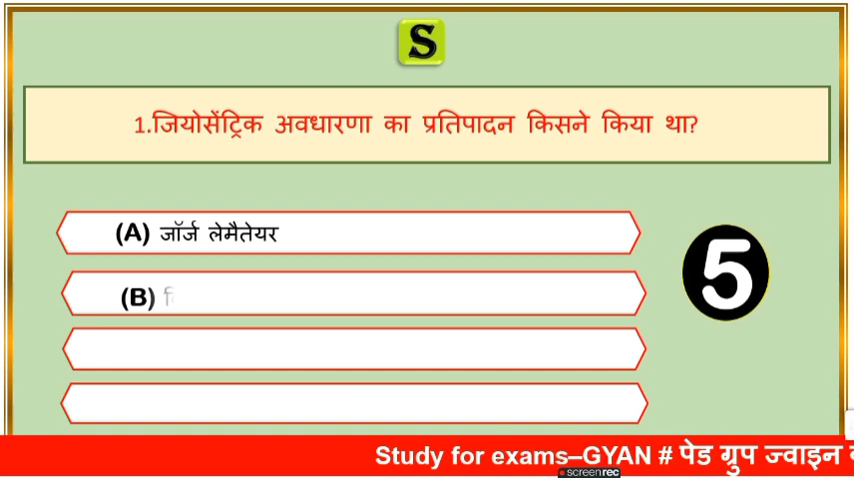 S
1.जियोसेंट्रिक अवधारणा का प्रतिपादन किसने किया था?
(A) जॉर्ज लेमैतेयर
(B)
5
Study for exams–GYAN # पेड ग्रुप ज्वाइन
screenrec